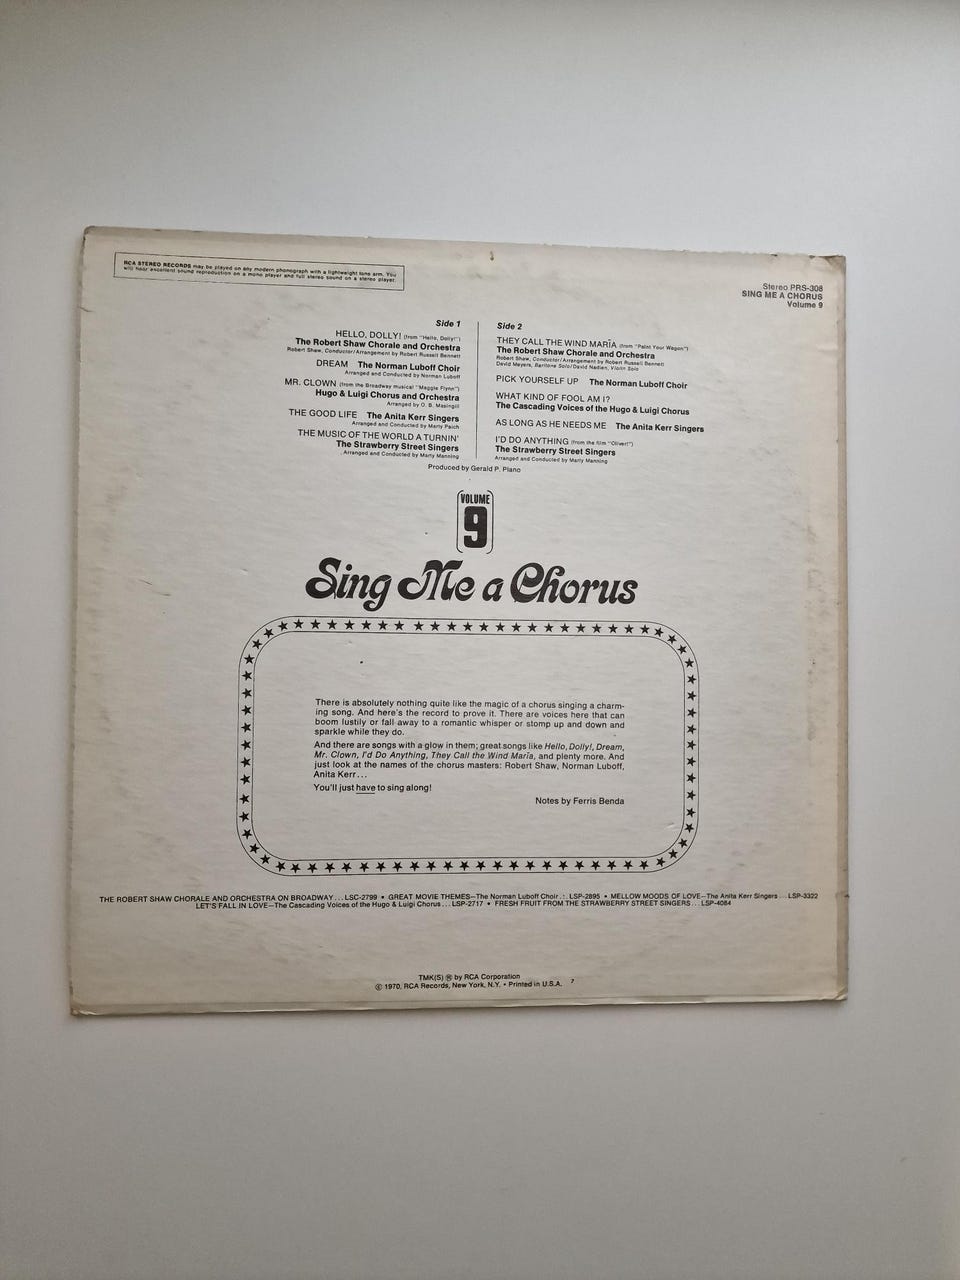 RCA STEREO RECORDS may be played on any modern phonograph with a lightweight tone arm. You
will hear excellent sound reproduction on a mono player and full stereo sound on a stereo player.
Stereo PRS-308
SING ME A CHORUS
Volume 9
Side 1
HELLO, DOLLY! (from "Hello, Dolly!")
The Robert Shaw Chorale and Orchestra
Robert Shaw, Conductor/Arrangement by Robert Russell Bennett
DREAM The Norman Luboff Choir
Arranged and Conducted by Norman Luboff
MR. CLOWN (from the Broadway musical "Maggie Flynn")
Hugo & Luigi Chorus and Orchestra
Arranged by O. B. Masingill
THE GOOD LIFE The Anita Kerr Singers
Arranged and Conducted by Marty Paich
THE MUSIC OF THE WORLD A TURNIN'
The Strawberry Street Singers
Arranged and Conducted by Marty Manning
Side 2
THEY CALL THE WIND MARĪA (from "Paint Your Wagon")
The Robert Shaw Chorale and Orchestra
Robert Shaw, Conductor/Arrangement by Robert Russell Bennett
David Meyers, Baritone Solo/David Nadien, Violin Solo
PICK YOURSELF UP The Norman Luboff Choir
WHAT KIND OF FOOL AM I?
The Cascading Voices of the Hugo & Luigi Chorus
AS LONG AS HE NEEDS ME The Anita Kerr Singers
I'D DO ANYTHING (from the film "Oliver!")
The Strawberry Street Singers
Arranged and Conducted by Marty Manning
Produced by Gerald P. Plano
VOLUME
9
Sing Me a Chorus
There is absolutely nothing quite like the magic of a chorus singing a charm-
ing song. And here's the record to prove it. There are voices here that can
boom lustily or fall away to a romantic whisper or stomp up and down and
sparkle while they do.
And there are songs with a glow in them; great songs like Hello, Dolly!, Dream,
Mr. Clown, I'd Do Anything, They Call the Wind Marīa, and plenty more. And
just look at the names of the chorus masters: Robert Shaw, Norman Luboff,
Anita Kerr...
You'll just have to sing along!
Notes by Ferris Benda
THE ROBERT SHAW CHORALE AND ORCHESTRA ON BROADWAY... LSC-2799 • GREAT MOVIE THEMES—The Norman Luboff Choir... LSP-2895 • MELLOW MOODS OF LOVE—The Anita Kerr Singers... LSP-3322
LET'S FALL IN LOVE—The Cascading Voices of the Hugo & Luigi Chorus... LSP-2717 • FRESH FRUIT FROM THE STRAWBERRY STREET SINGERS... LSP-4084
TMK(S) ® by RCA Corporation
© 1970, RCA Records, New York, N.Y. • Printed in U.S.A. 7